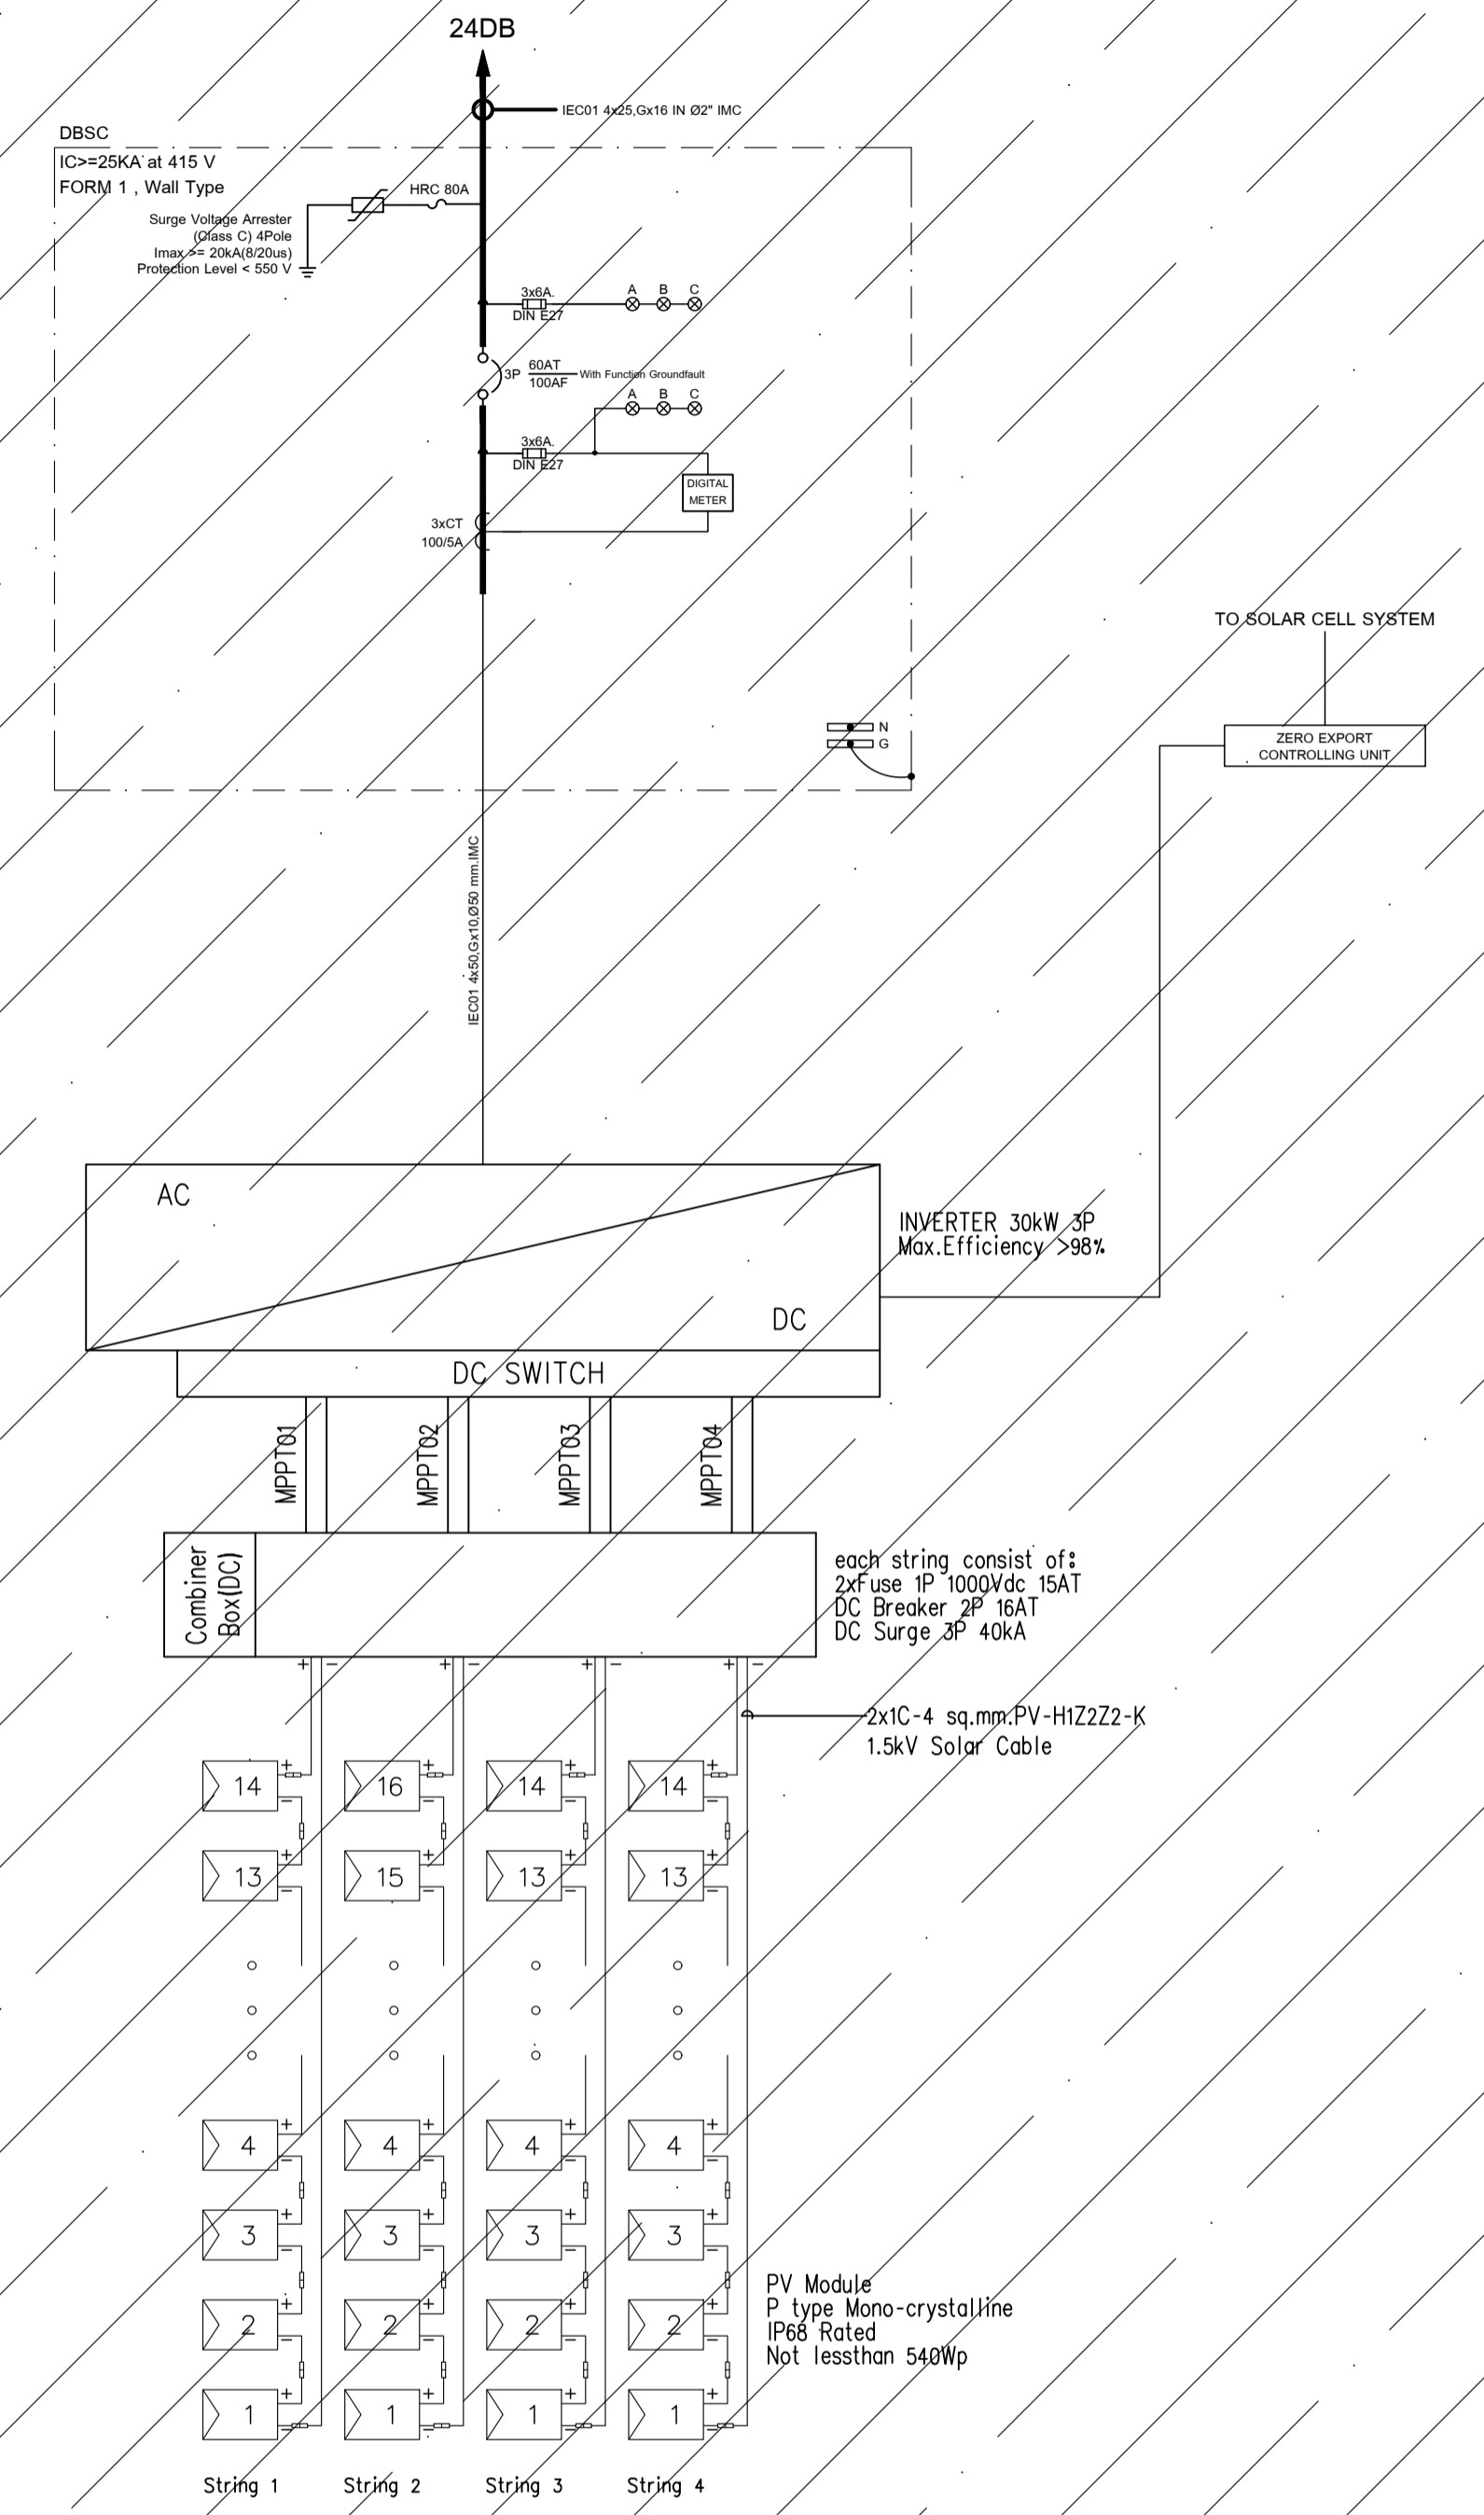 24DB
IEC01 4x25,Gx16 IN Ø2" IMC
DBSC
IC>=25KA at 415 V
FORM 1 , Wall Type
HRC 80A
Surge Voltage Arrester
(Class C) 4Pole
Imax >= 20kA(8/20us)
Protection Level < 550 V
3x6A.
DIN E27
A B C
3P 60AT
100AF
With Function Groundfault
A B C
3x6A.
DIN E27
DIGITAL
METER
3xCT
100/5A
TO SOLAR CELL SYSTEM
N
G
ZERO EXPORT
CONTROLLING UNIT
IEC01 4x50,Gx10,Ø50 mm.IMC
AC
INVERTER 30kW 3P
Max.Efficiency >98%
DC
DC SWITCH
MPPT01 MPPT02 MPPT03 MPPT04
Combiner
Box(DC)
each string consist of:
2xFuse 1P 1000Vdc 15AT
DC Breaker 2P 16AT
DC Surge 3P 40kA
+ − + − + − + −
2x1C-4 sq.mm.PV-H1Z2Z2-K
1.5kV Solar Cable
+ + + +
14 16 14 14
− − − −
+ + + +
13 15 13 13
− − − −
+ + + +
4 4 4 4
− − − −
+ + + +
3 3 3 3
− − − −
PV Module
P type Mono-crystalline
IP68 Rated
Not lessthan 540Wp
+ + + +
2 2 2 2
− − − −
+ + + +
1 1 1 1
− − − −
String 1 String 2 String 3 String 4